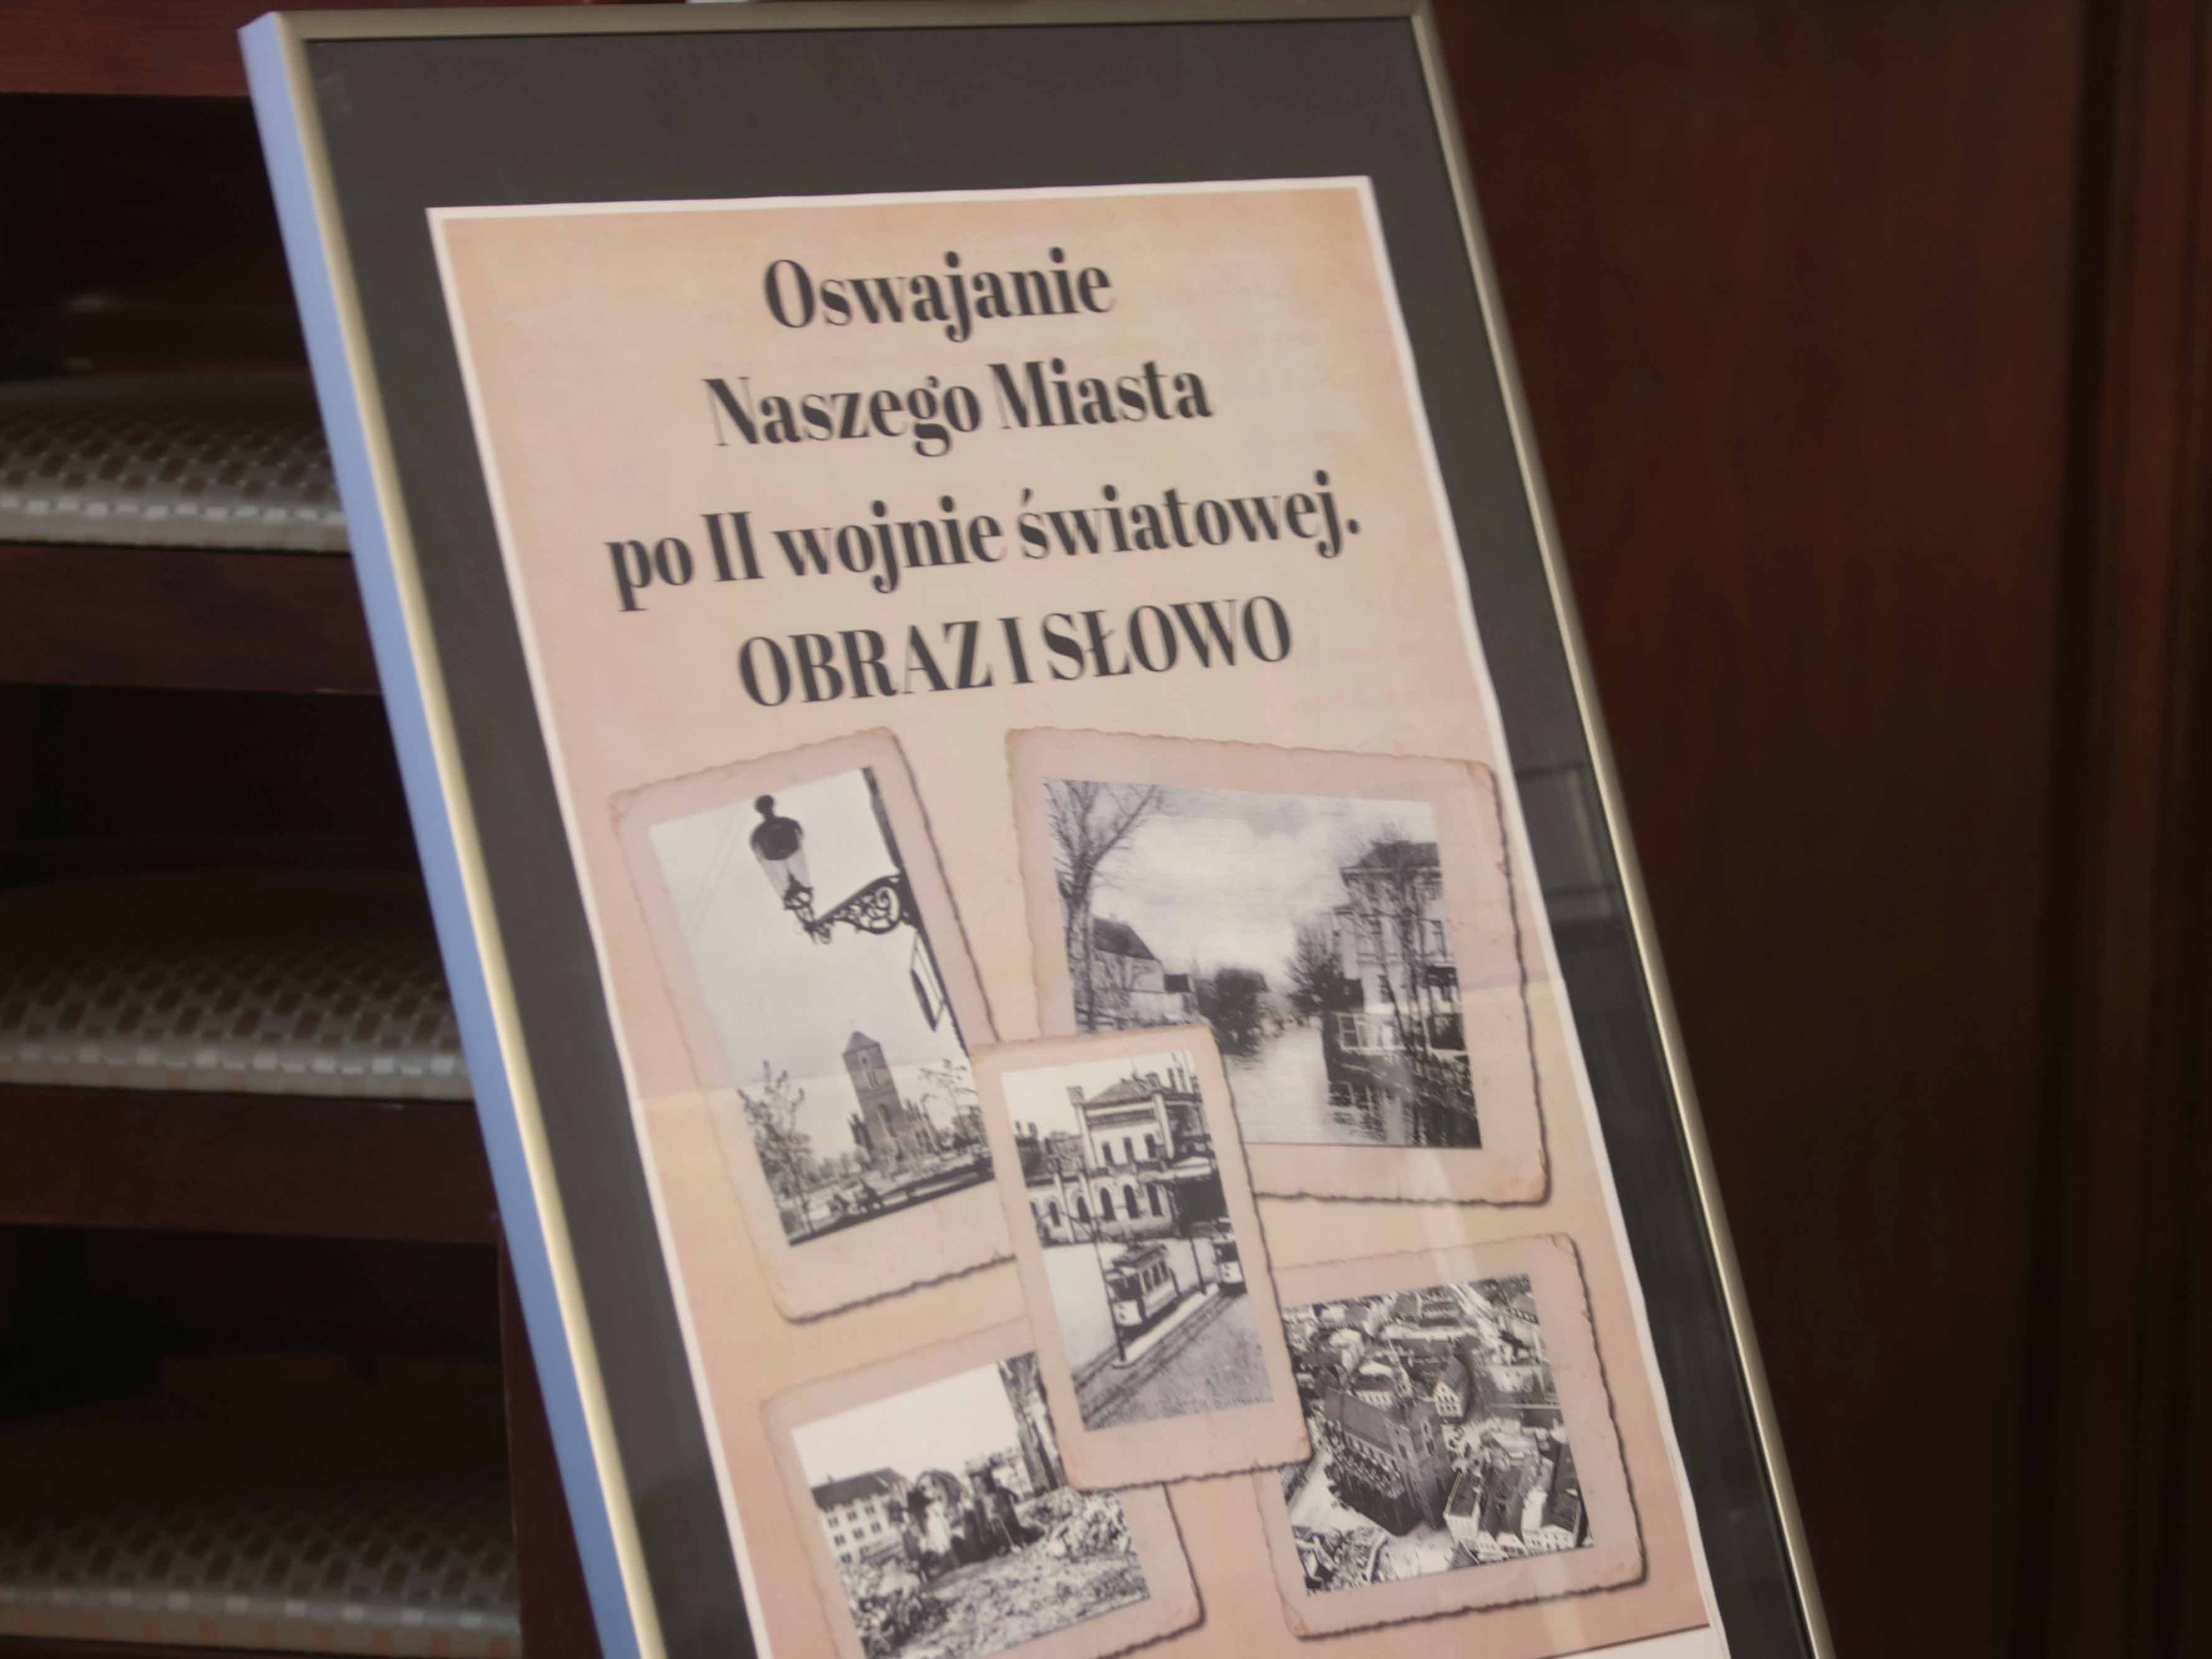 Oswajanie
Naszego Miasta
po II wojnie światowej.
OBRAZ I SŁOWO